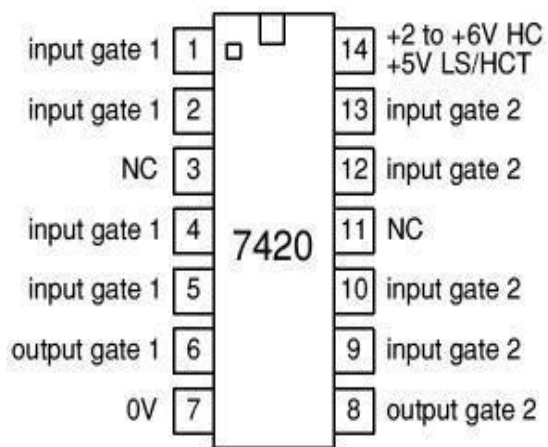 input gate 1 1
input gate 1 2
NC 3
input gate 1 4
input gate 1 5
output gate 1 6
0V 7
7420
14 +2 to +6V HC
+5V LS/HCT
13 input gate 2
12 input gate 2
11 NC
10 input gate 2
9 input gate 2
8 output gate 2